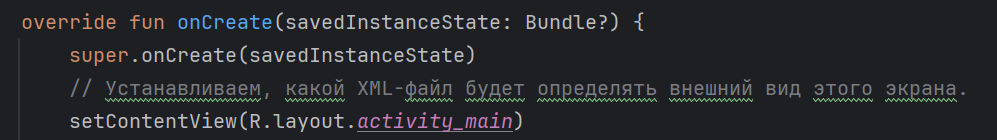 override fun onCreate(savedInstanceState: Bundle?) {
super.onCreate(savedInstanceState)
// Устанавливаем, какой XML-файл будет определять внешний вид этого экрана.
setContentView(R.layout.activity_main)